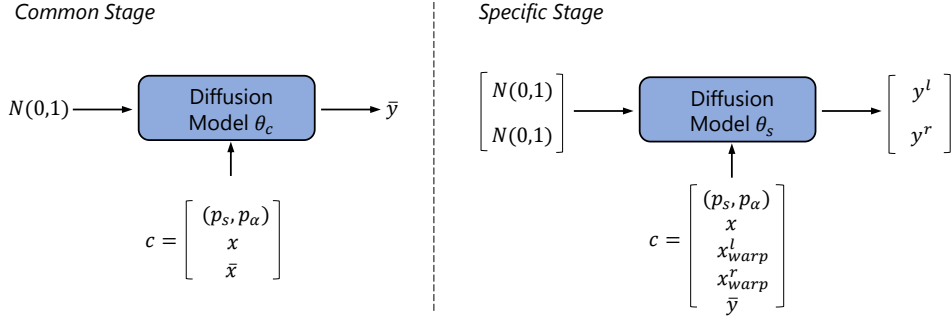 Common Stage
N(0,1)
Diffusion
Model θ_c
ȳ
c = [(p_s, p_α)
x
x̄]
Specific Stage
[N(0,1)
N(0,1)]
Diffusion
Model θ_s
[y^l
y^r]
c = [(p_s, p_α)
x
x^l_warp
x^r_warp
ȳ]